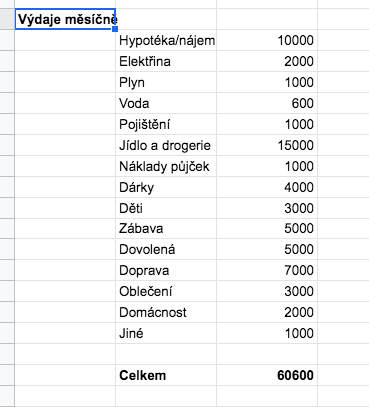 Výdaje měsíčně
Hypotéka/nájem 10000
Elektřina 2000
Plyn 1000
Voda 600
Pojištění 1000
Jídlo a drogerie 15000
Náklady půjček 1000
Dárky 4000
Děti 3000
Zábava 5000
Dovolená 5000
Doprava 7000
Oblečení 3000
Domácnost 2000
Jiné 1000
Celkem 60600